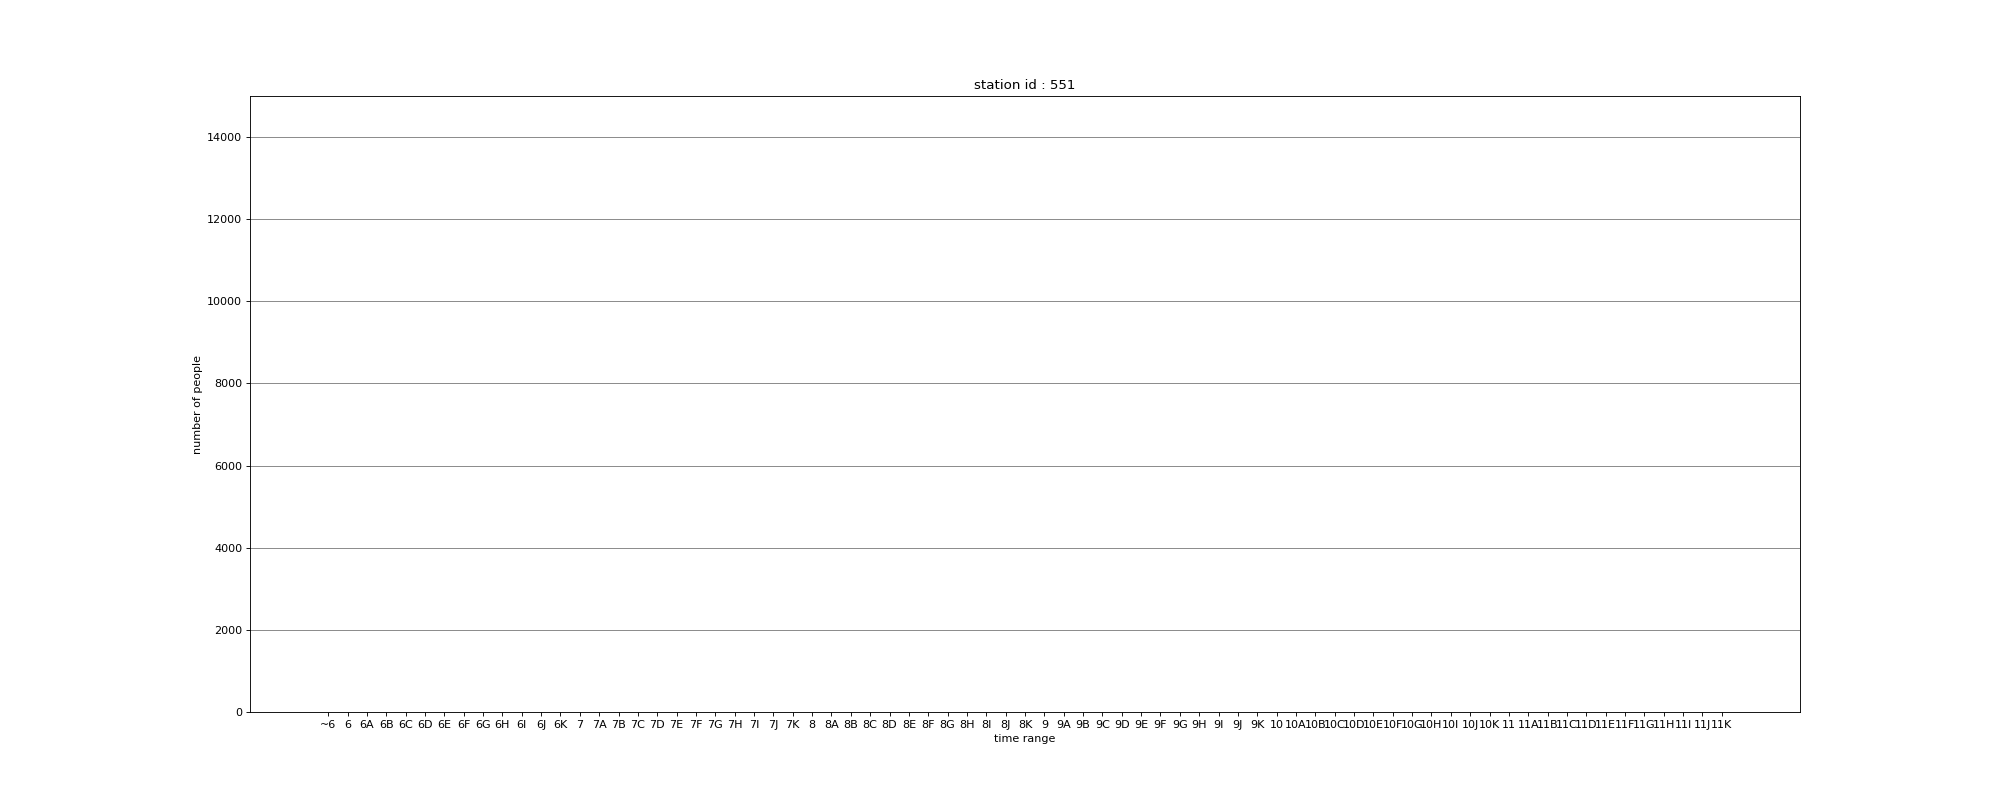 station id : 551
14000
12000
10000
8000
6000
4000
2000
0
number of people
~6 6 6A 6B 6C 6D 6E 6F 6G 6H 6I 6J 6K 7 7A 7B 7C 7D 7E 7F 7G 7H 7I 7J 7K 8 8A 8B 8C 8D 8E 8F 8G 8H 8I 8J 8K 9 9A 9B 9C 9D 9E 9F 9G 9H 9I 9J 9K 10 10A 10B 10C 10D 10E 10F 10G 10H 10I 10J 10K 11 11A 11B 11C 11D 11E 11F 11G 11H 11I 11J 11K
time range